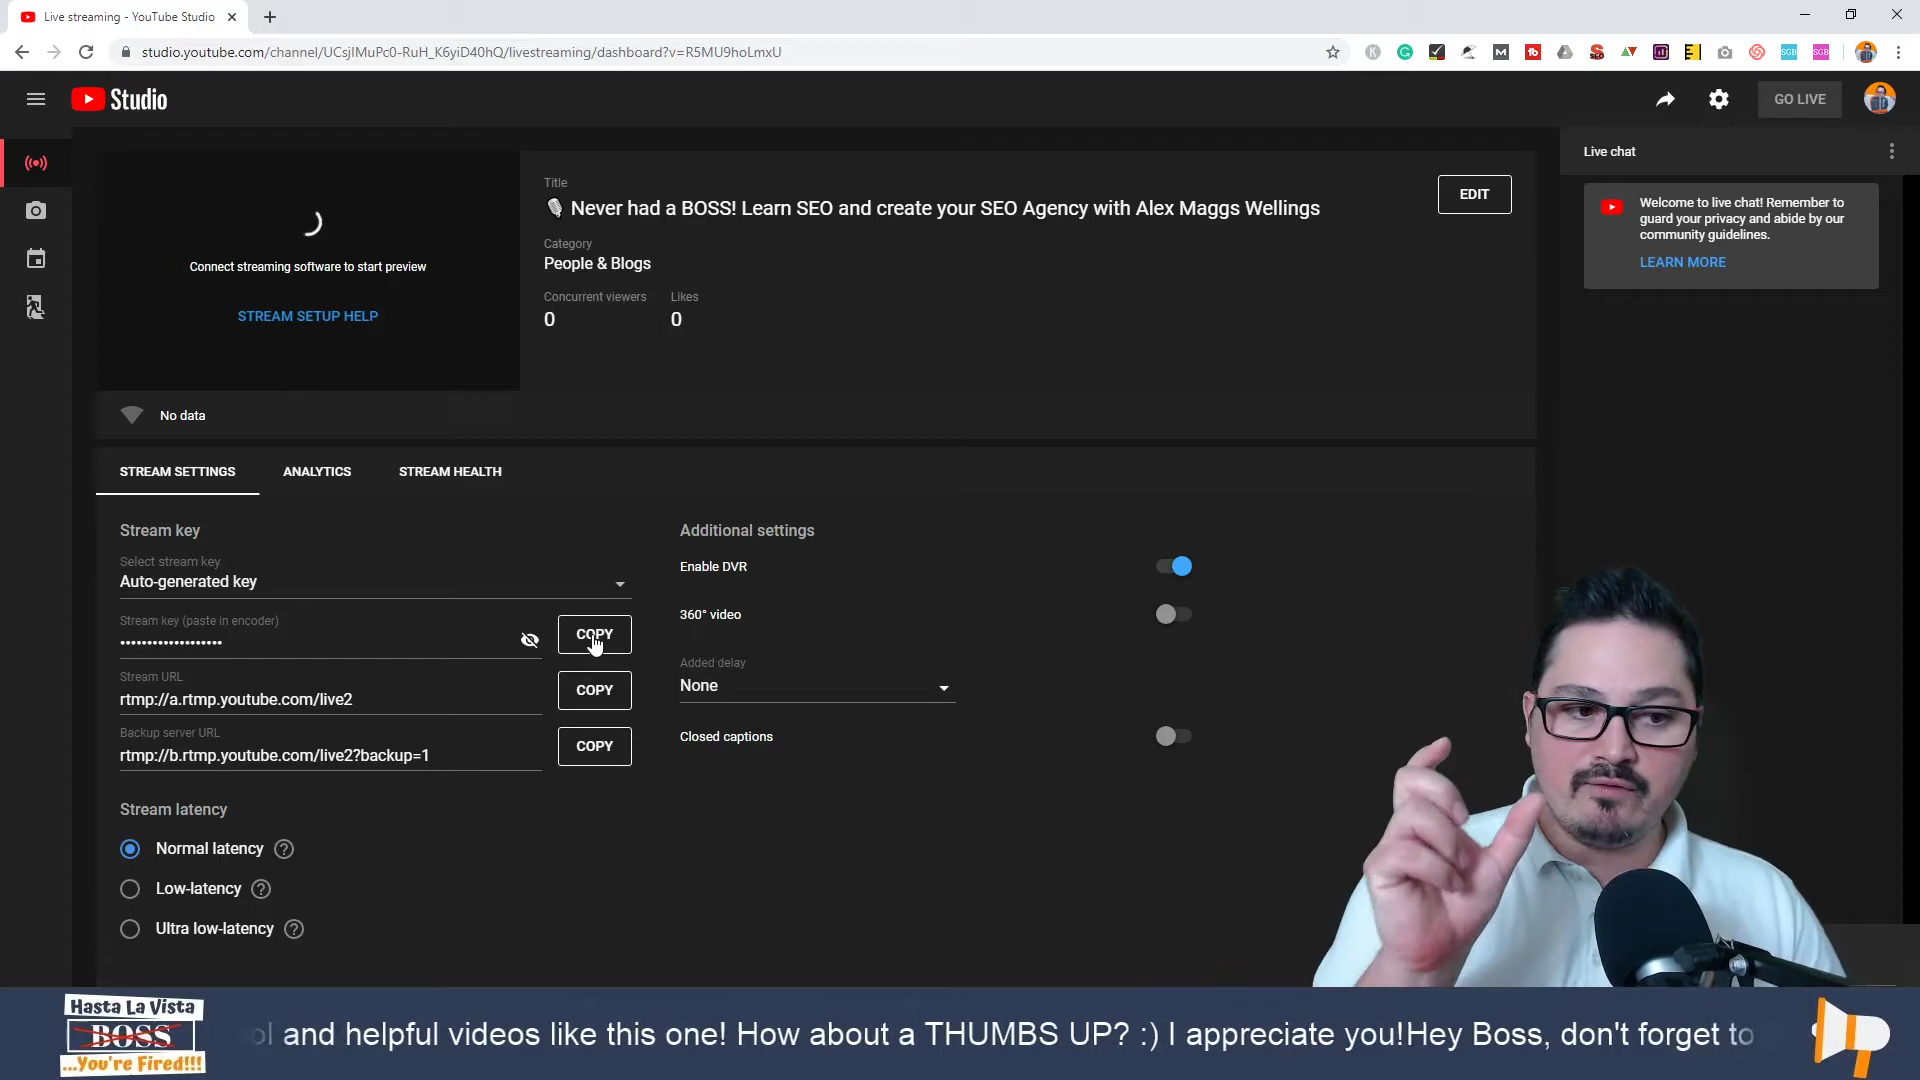 Live streaming - YouTube Studio
studio.youtube.com/channel/UCsjIMuPc0-RuH_K6yiD40hQ/livestreaming/dashboard?v=R5MU9hoLmxU
Studio
GO LIVE
Connect streaming software to start preview
STREAM SETUP HELP
No data
Title
Never had a BOSS! Learn SEO and create your SEO Agency with Alex Maggs Wellings
EDIT
Category
People & Blogs
Concurrent viewers
Likes
0
0
Live chat
Welcome to live chat! Remember to
guard your privacy and abide by our
community guidelines.
LEARN MORE
STREAM SETTINGS
ANALYTICS
STREAM HEALTH
Stream key
Select stream key
Auto-generated key
Stream key (paste in encoder)
•••••••••••••••••••
COPY
Stream URL
rtmp://a.rtmp.youtube.com/live2
COPY
Backup server URL
rtmp://b.rtmp.youtube.com/live2?backup=1
COPY
Stream latency
Normal latency
Low-latency
Ultra low-latency
Additional settings
Enable DVR
360° video
Added delay
None
Closed captions
Hasta La Vista
BOSS
...You're Fired!!!
ol and helpful videos like this one! How about a THUMBS UP? :) I appreciate you!Hey Boss, don't forget to